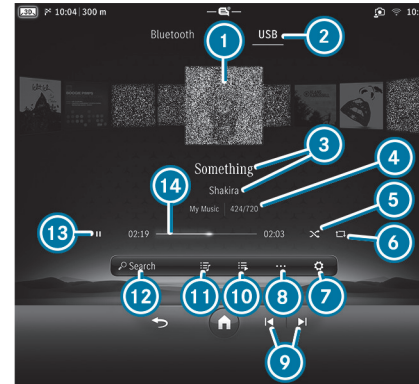 3D 10:04 300 m 10:
Bluetooth USB
1 2
Something 3
Shakira
My Music 424/720 4
14 5
13 02:19 02:03 6
Search
12 11 10 8 7
9